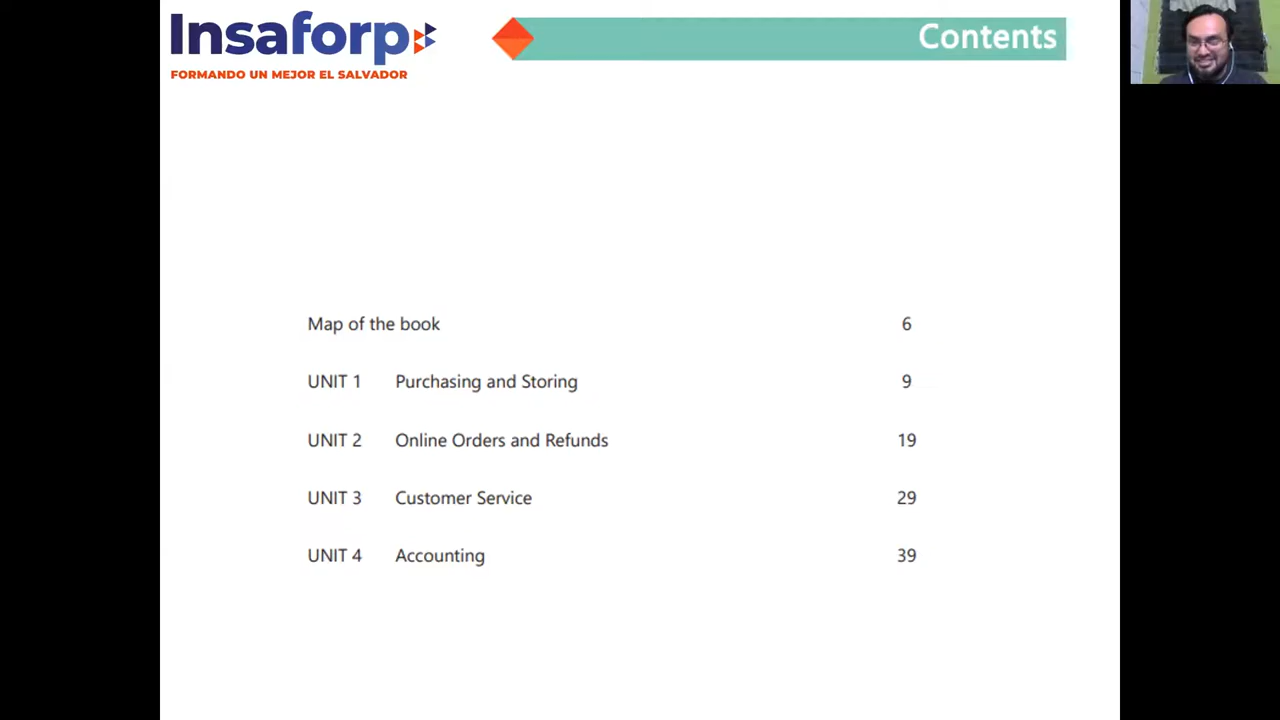 Insaforp
FORMANDO UN MEJOR EL SALVADOR
Contents
Map of the book 6
UNIT 1 Purchasing and Storing 9
UNIT 2 Online Orders and Refunds 19
UNIT 3 Customer Service 29
UNIT 4 Accounting 39